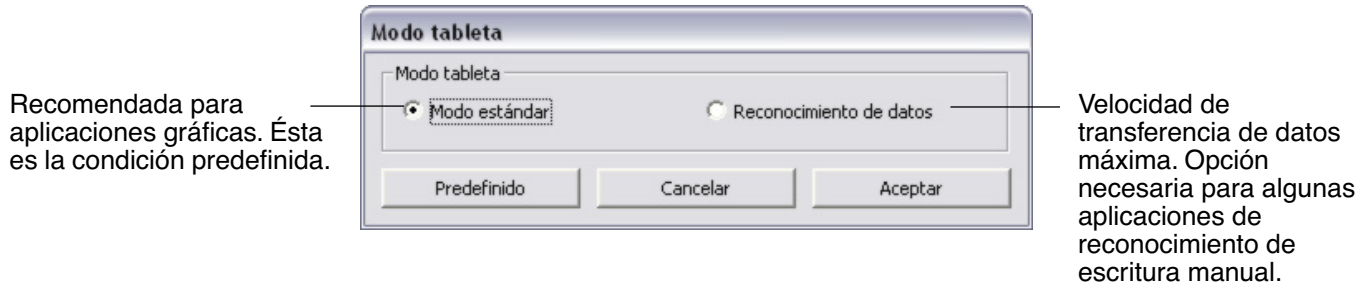 Modo tableta
Modo tableta
Recomendada para
aplicaciones gráficas. Ésta
es la condición predefinida.
Modo estándar
Reconocimiento de datos
Velocidad de
transferencia de datos
máxima. Opción
necesaria para algunas
aplicaciones de
reconocimiento de
escritura manual.
Predefinido
Cancelar
Aceptar